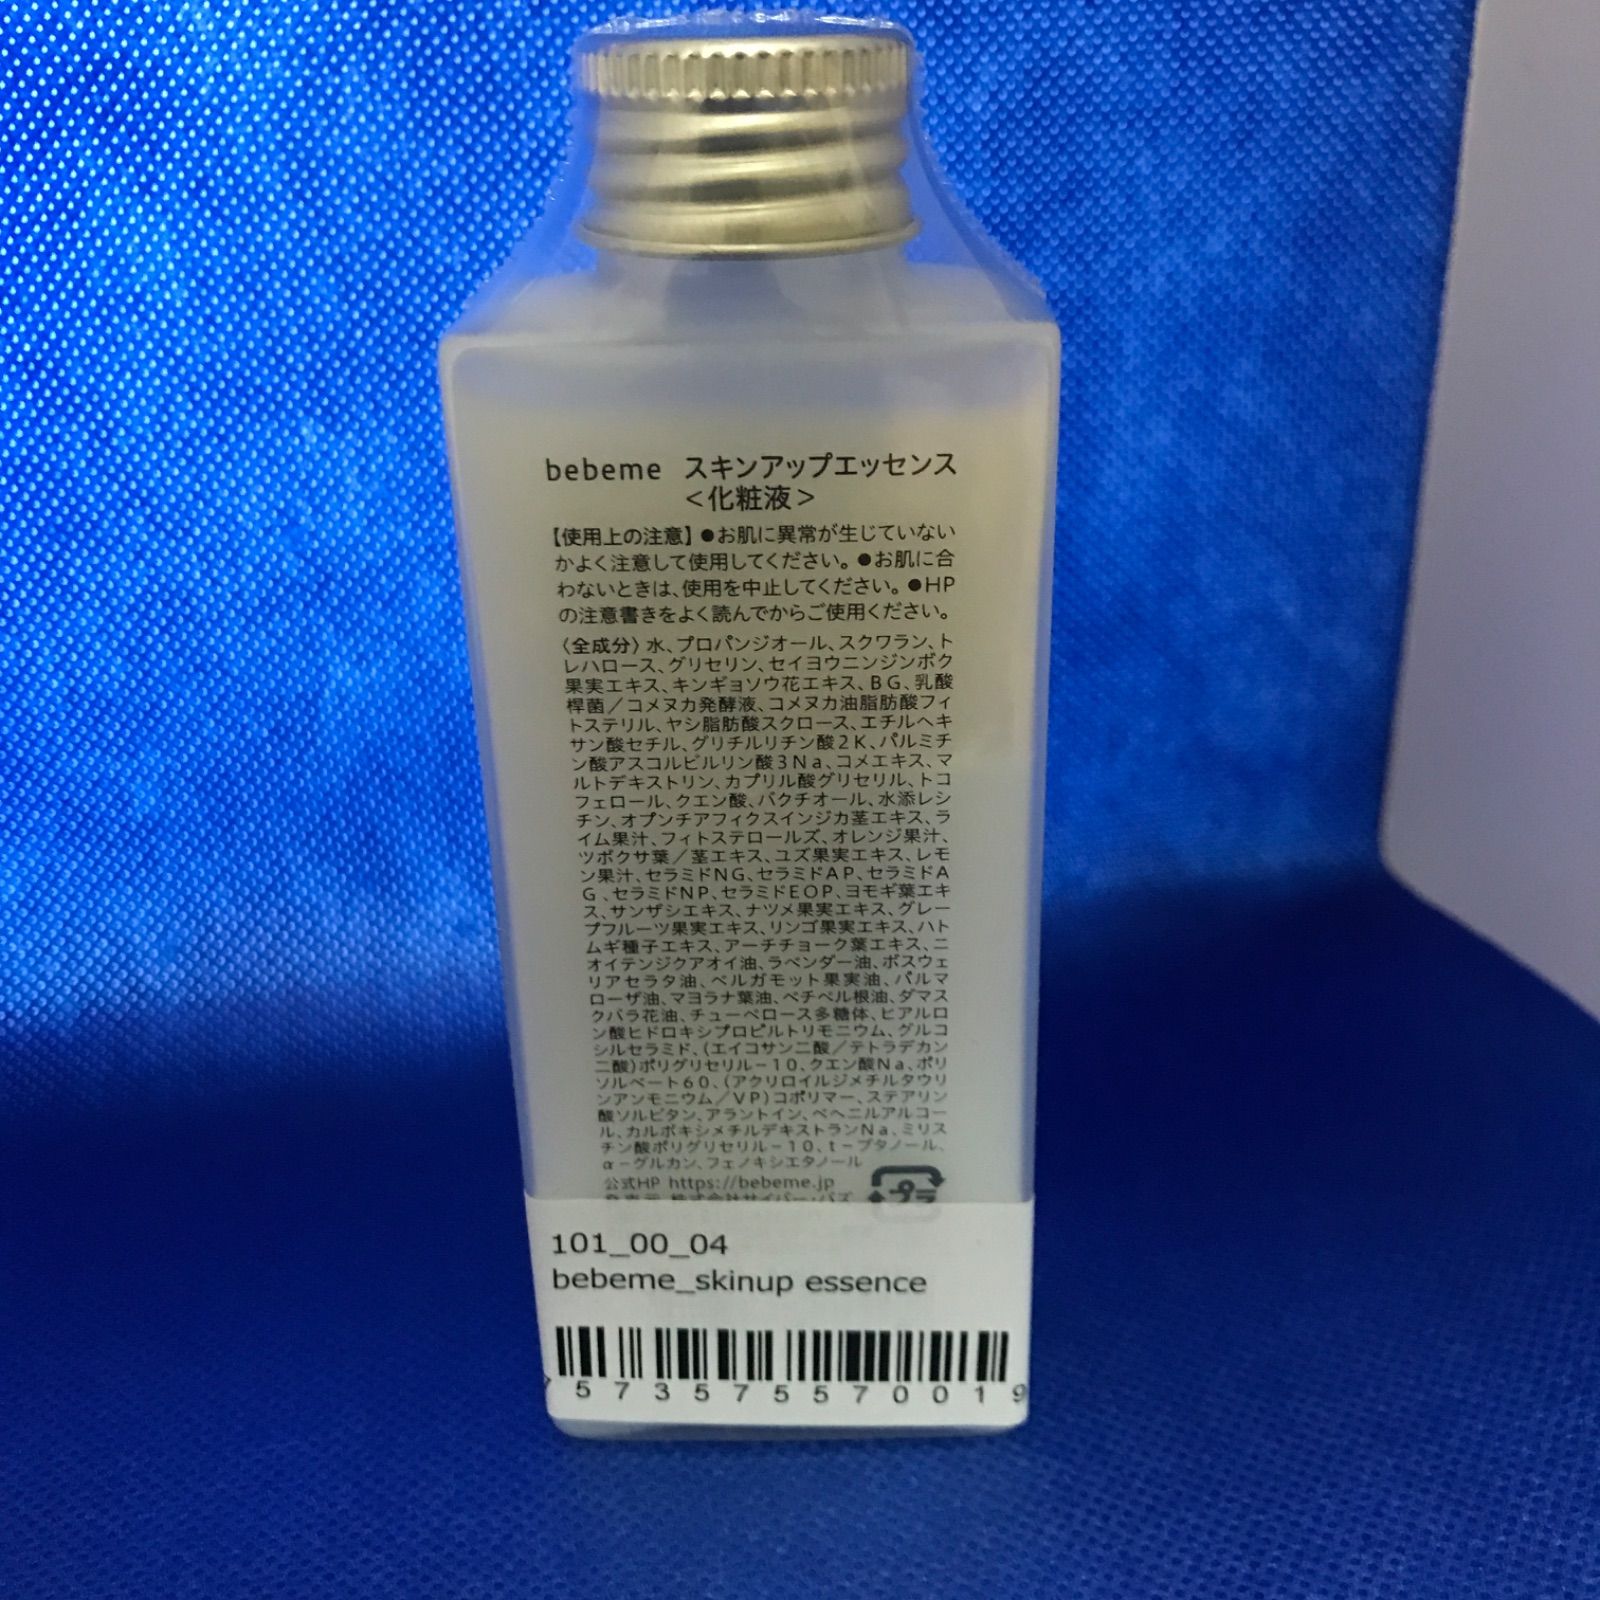 bebeme スキンアップエッセンス
<化粧液>
【使用上の注意】●お肌に異常が生じていない
かよく注意して使用してください。●お肌に合
わないときは、使用を中止してください。●HP
の注意書きをよく読んでからご使用ください。
〈全成分〉水、プロパンジオール、スクワラン、ト
レハロース、グリセリン、セイヨウニンジンボク
果実エキス、キンギョソウ花エキス、BG、乳酸
桿菌/コメヌカ発酵液、コメヌカ油脂肪酸フィ
トステリル、ヤシ脂肪酸スクロース、エチルヘキ
サン酸セチル、グリチルリチン酸2K、パルミチ
ン酸アスコルビルリン酸3Na、コメエキス、マ
ルトデキストリン、カプリル酸グリセリル、トコ
フェロール、クエン酸、バクチオール、水添レシ
チン、オプンチアフィクスインジカ茎エキス、ラ
イム果汁、フィトステロールズ、オレンジ果汁、
ツボクサ葉/茎エキス、ユズ果実エキス、レモ
ン果汁、セラミドNG、セラミドAP、セラミドA
G、セラミドNP、セラミドEOP、ヨモギ葉エキ
ス、サンザシエキス、ナツメ果実エキス、グレー
プフルーツ果実エキス、リンゴ果実エキス、ハト
ムギ種子エキス、アーチチョーク葉エキス、ニ
オイテンジクアオイ油、ラベンダー油、ボスウェ
リアセラタ油、ベルガモット果実油、パルマ
ローザ油、マヨラナ葉油、ベチベル根油、ダマス
クバラ花油、チューベロース多糖体、ヒアルロ
ン酸ヒドロキシプロピルトリモニウム、グルコ
シルセラミド、(エイコサン二酸/テトラデカン
二酸)ポリグリセリル-10、クエン酸Na、ポリ
ソルベート60、(アクリロイルジメチルタウリ
ンアンモニウム/VP)コポリマー、ステアリン
酸ソルビタン、アラントイン、ベヘニルアルコー
ル、カルボキシメチルデキストランNa、ミリス
チン酸ポリグリセリル-10、t-ブタノール、
α-グルカン、フェノキシエタノール
公式HP https://bebeme.jp
発売元 株式会社サイバー・バズ
プラ
101_00_04
bebeme_skinup essence
573575570019